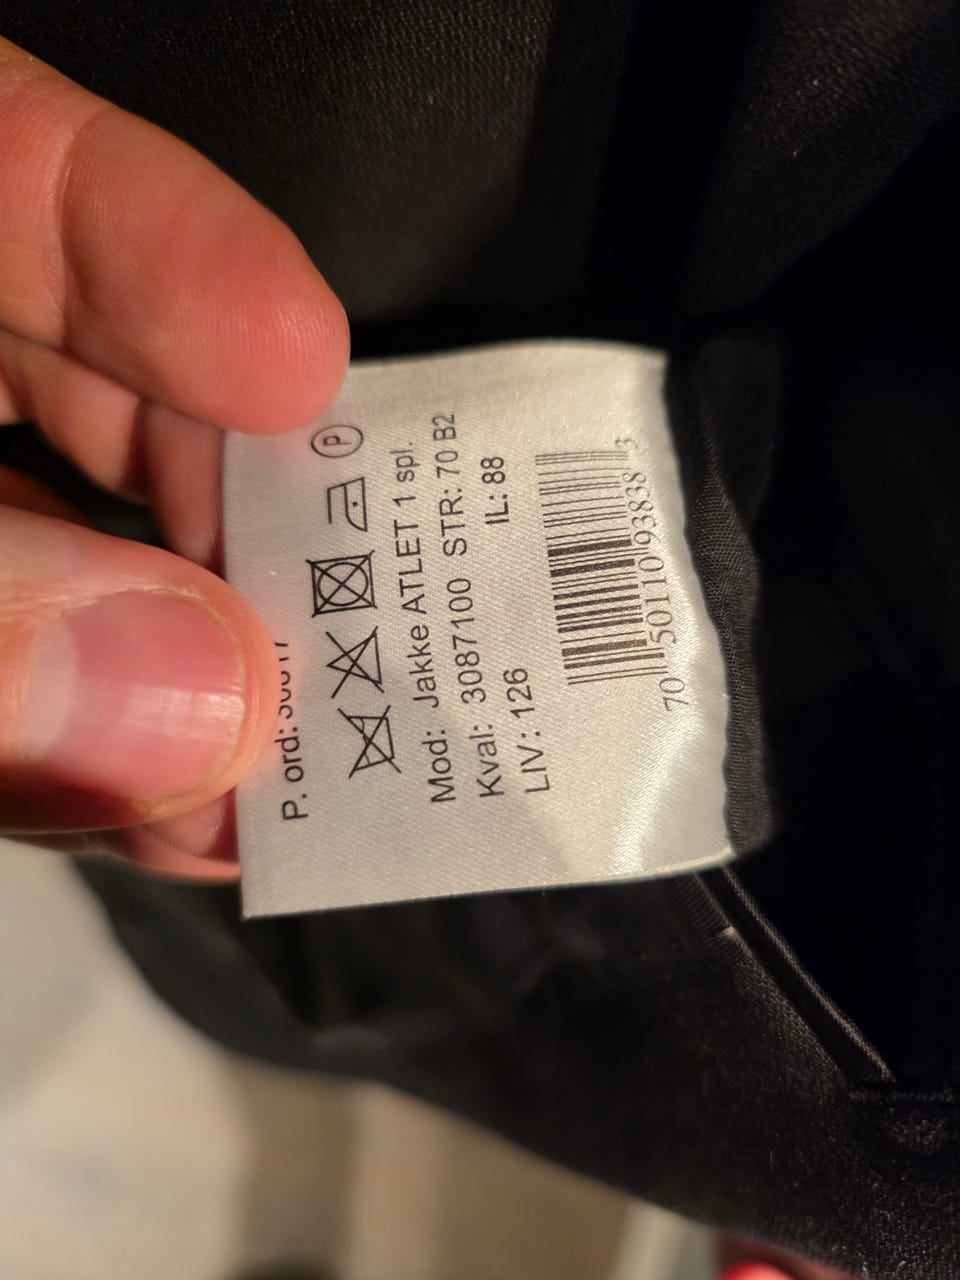 P. ord:
P
Mod: Jakke ATLET 1 spl.
Kval: 3087100 STR: 70 B2
LIV: 126 IL: 88
70 50110 93838 3